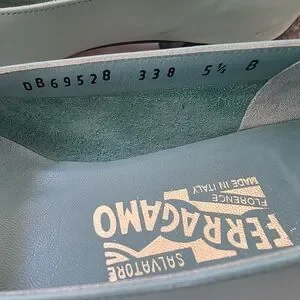 DB69528 338 5½ B
SALVATORE
FERRAGAMO
FLORENCE
MADE IN ITALY